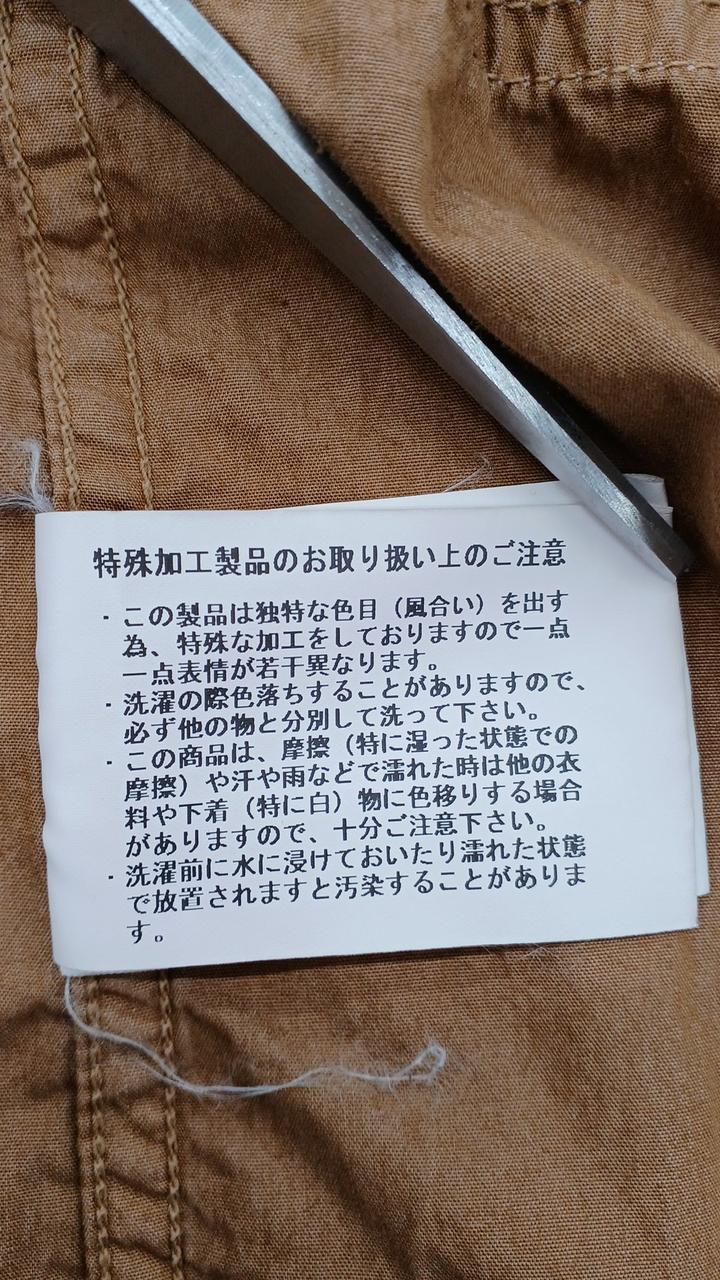 特殊加工製品のお取り扱い上のご注意
・この製品は独特な色目（風合い）を出す
為、特殊な加工をしておりますので一点
一点表情が若干異なります。
・洗濯の際色落ちすることがありますので、
必ず他の物と分別して洗って下さい。
・この商品は、摩擦（特に湿った状態での
摩擦）や汗や雨などで濡れた時は他の衣
料や下着（特に白）物に色移りする場合
がありますので、十分ご注意下さい。
・洗濯前に水に浸けておいたり濡れた状態
で放置されますと汚染することがありま
す。